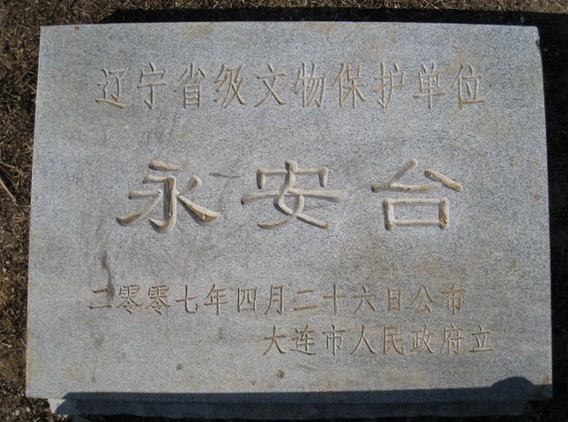 辽宁省级文物保护单位
永安台
二零零七年四月二十六日公布
大连市人民政府立